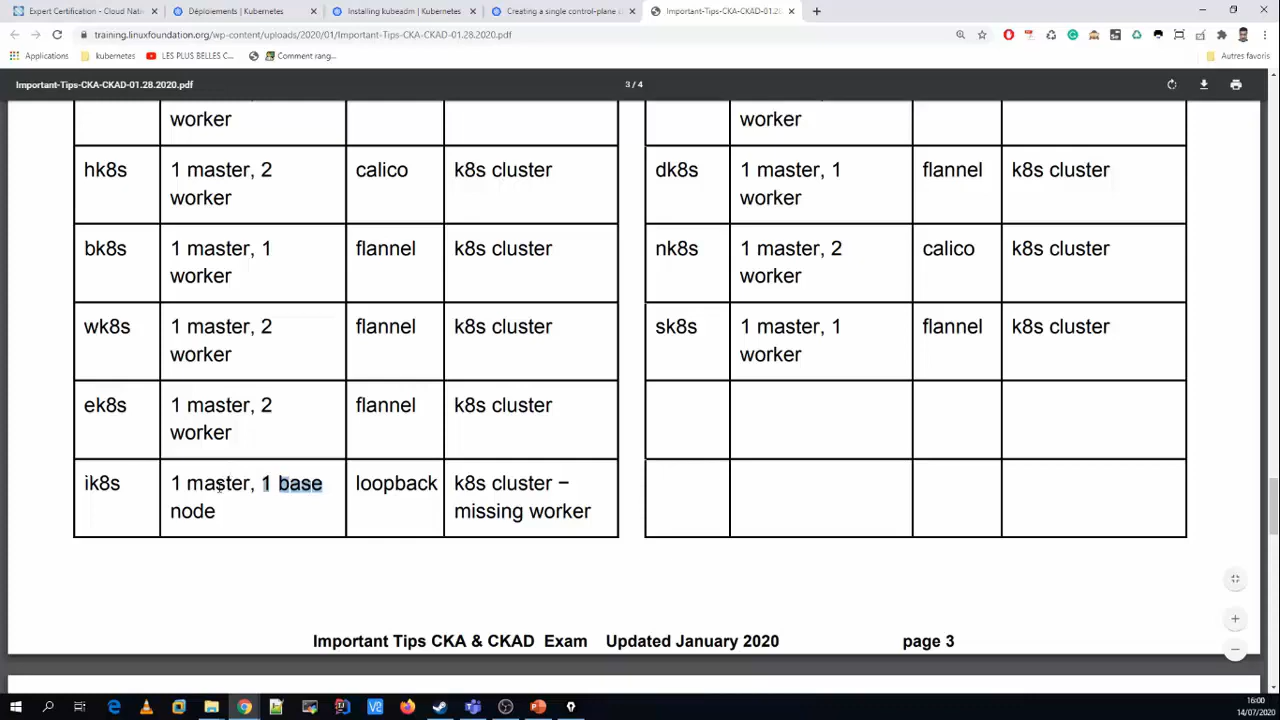 Expert Certification - Cloud Nati
Déploiements | Kubernetes
Installing kubeadm | Kubernetes
Creating a single control-plane c
Important-Tips-CKA-CKAD-01.28
training.linuxfoundation.org/wp-content/uploads/2020/01/Important-Tips-CKA-CKAD-01.28.2020.pdf
Applications
kubernetes
LES PLUS BELLES C...
Comment rang...
Autres favoris
Important-Tips-CKA-CKAD-01.28.2020.pdf
3 / 4
worker
hk8s
1 master, 2
worker
calico
k8s cluster
bk8s
1 master, 1
worker
flannel
k8s cluster
wk8s
1 master, 2
worker
flannel
k8s cluster
ek8s
1 master, 2
worker
flannel
k8s cluster
ik8s
1 master, 1 base
node
loopback
k8s cluster −
missing worker
worker
dk8s
1 master, 1
worker
flannel
k8s cluster
nk8s
1 master, 2
worker
calico
k8s cluster
sk8s
1 master, 1
worker
flannel
k8s cluster
Important Tips CKA & CKAD Exam Updated January 2020 page 3
16:00
14/07/2020